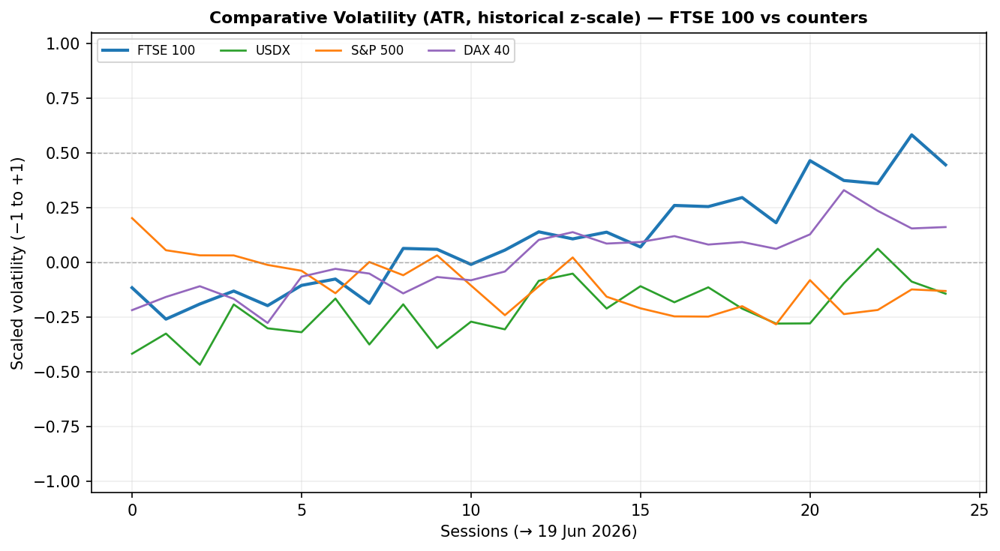 Comparative Volatility (ATR, historical z-scale) — FTSE 100 vs counters
FTSE 100 USDX S&P 500 DAX 40
Scaled volatility (−1 to +1)
1.00
0.75
0.50
0.25
0.00
−0.25
−0.50
−0.75
−1.00
0 5 10 15 20 25
Sessions (→ 19 Jun 2026)